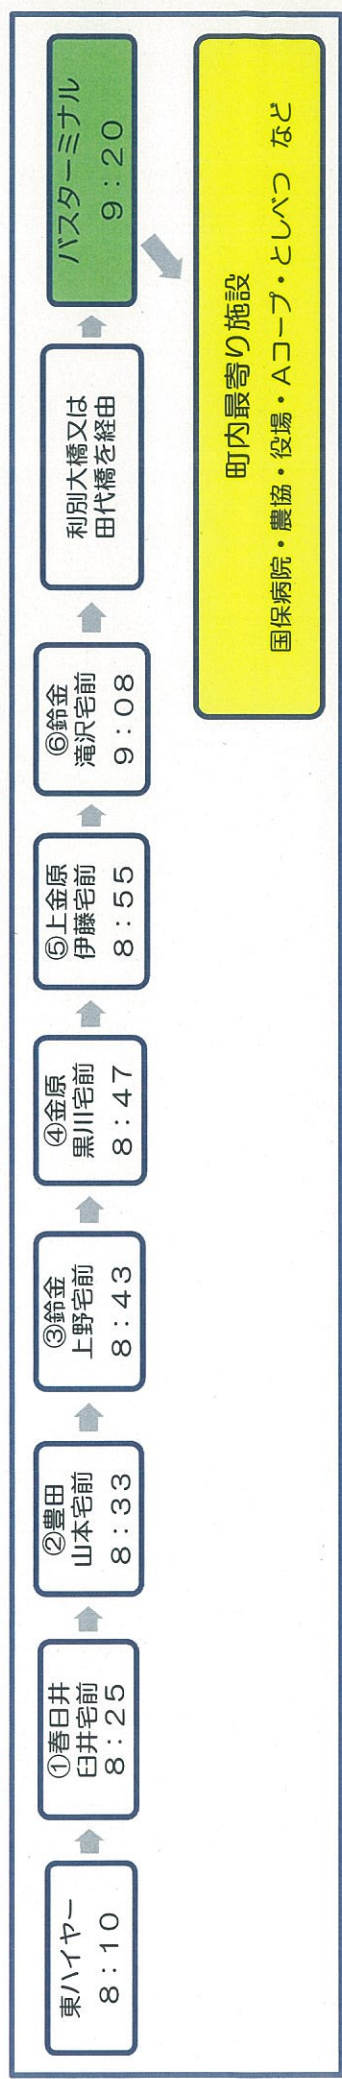 東ハイヤー
8:10
①春日井
臼井宅前
8:25
②豊田
山本宅前
8:33
③鈴金
上野宅前
8:43
④金原
黒川宅前
8:47
⑤上金原
伊藤宅前
8:55
⑥鈴金
滝沢宅前
9:08
利別大橋又は
田代橋を経由
バスターミナル
9:20
町内最寄り施設
国保病院・農協・役場・Aコープ・としべつ など